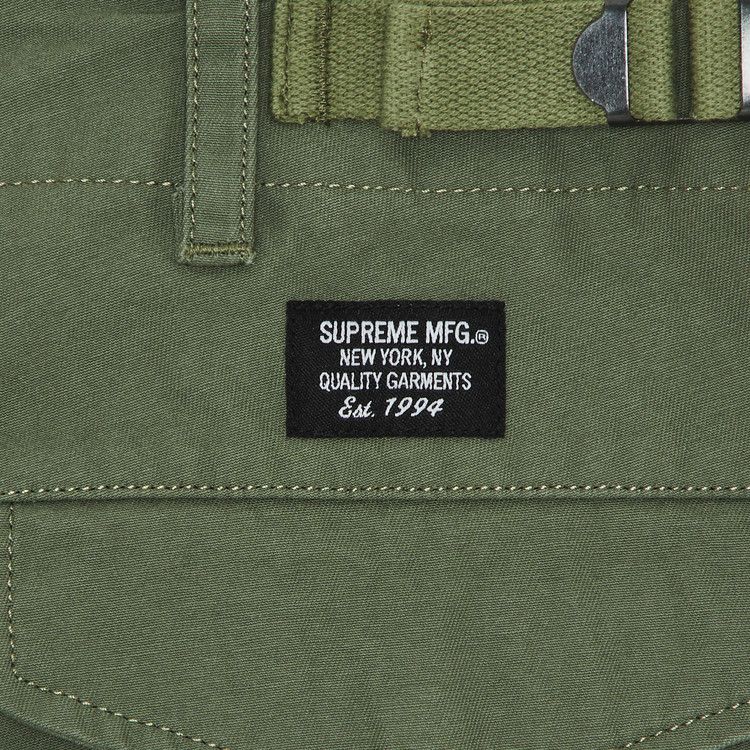 SUPREME MFG.®
NEW YORK, NY
QUALITY GARMENTS
Est. 1994